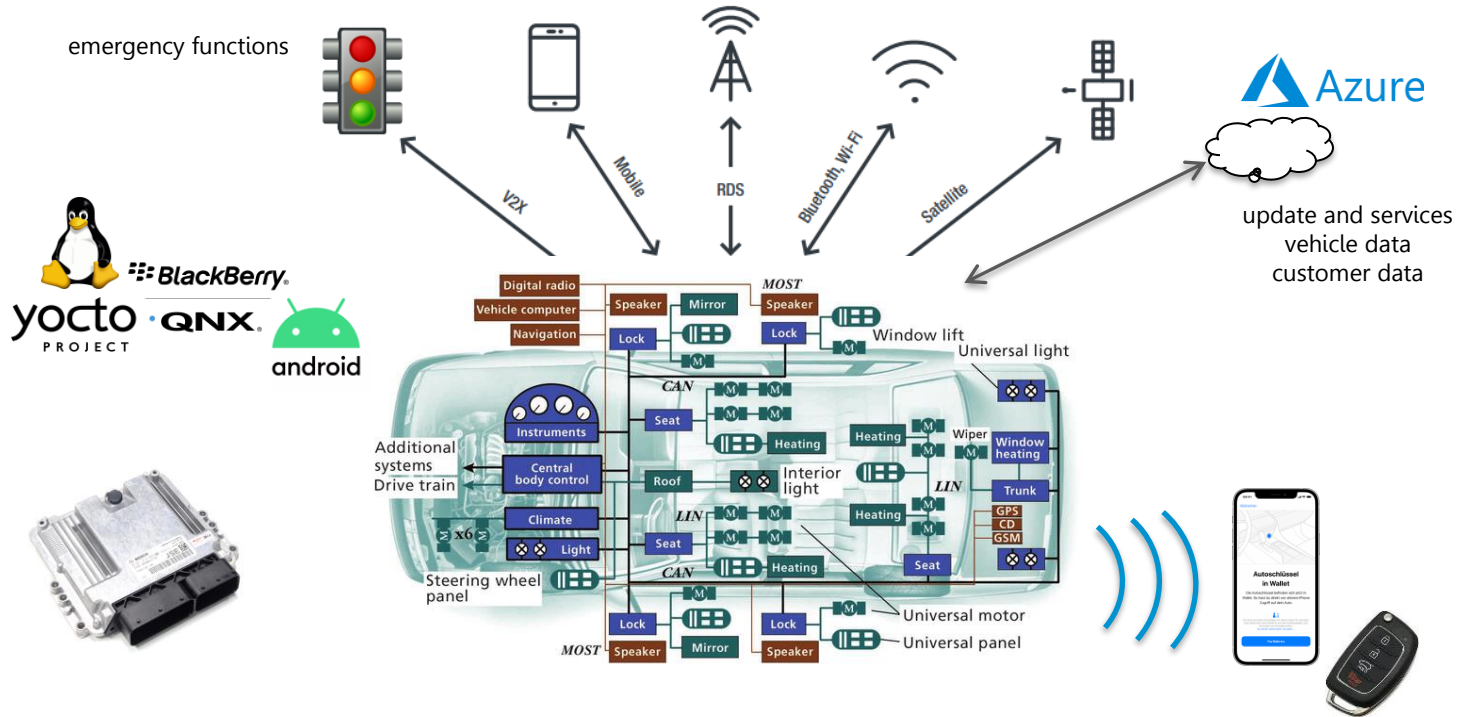 emergency functions
Azure
V2X
Mobile
RDS
Bluetooth, Wi-Fi
Satellite
update and services
vehicle data
customer data
BlackBerry.
yocto
PROJECT
QNX.
android
Digital radio
Vehicle computer
Navigation
MOST
Speaker
Mirror
Speaker
Lock
Lock
M
M
Window lift
Universal light
CAN
M
M
M
M
Seat
Instruments
Heating
Heating
M
M
Wiper
M
Window
heating
Additional
systems
Drive train
Central
body control
Roof
Interior
light
LIN
Trunk
Climate
LIN
M
M
M
M
Heating
M
M
GPS
CD
GSM
M
x6
M
Light
Seat
CAN
Heating
Seat
Steering wheel
panel
M
M
Lock
Lock
Universal motor
MOST
Speaker
Mirror
Speaker
Universal panel
Autoschlüssel
in Wallet